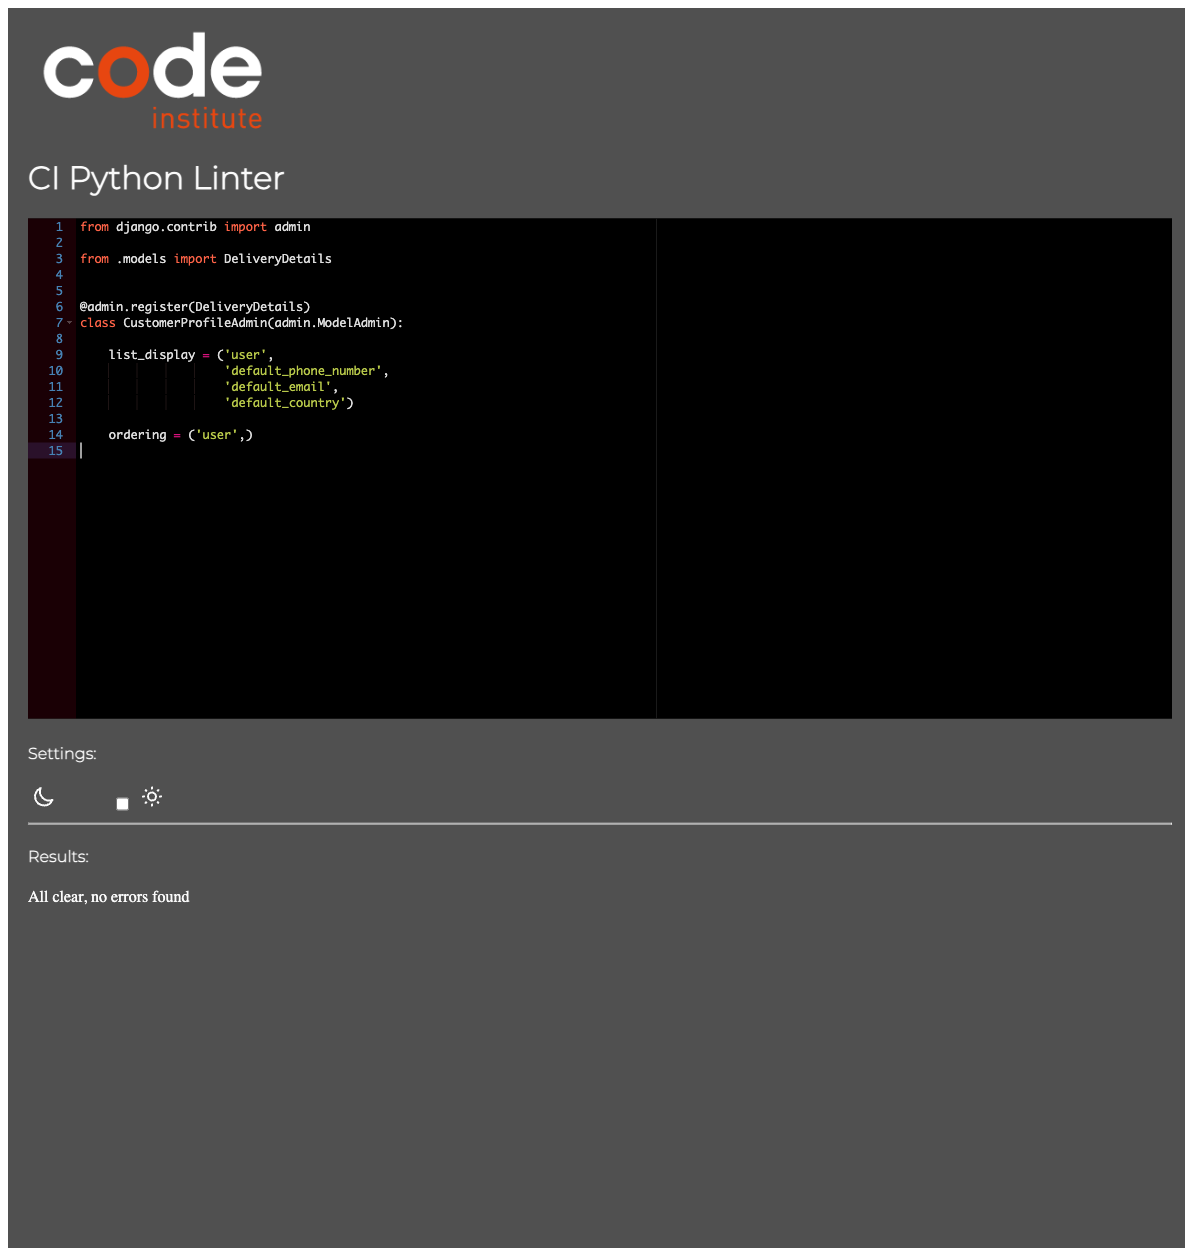 code
institute
CI Python Linter
1 from django.contrib import admin
2
3 from .models import DeliveryDetails
4
5
6 @admin.register(DeliveryDetails)
7 class CustomerProfileAdmin(admin.ModelAdmin):
8
9     list_display = ('user',
10                     'default_phone_number',
11                     'default_email',
12                     'default_country')
13
14     ordering = ('user',)
15
Settings:
Results:
All clear, no errors found